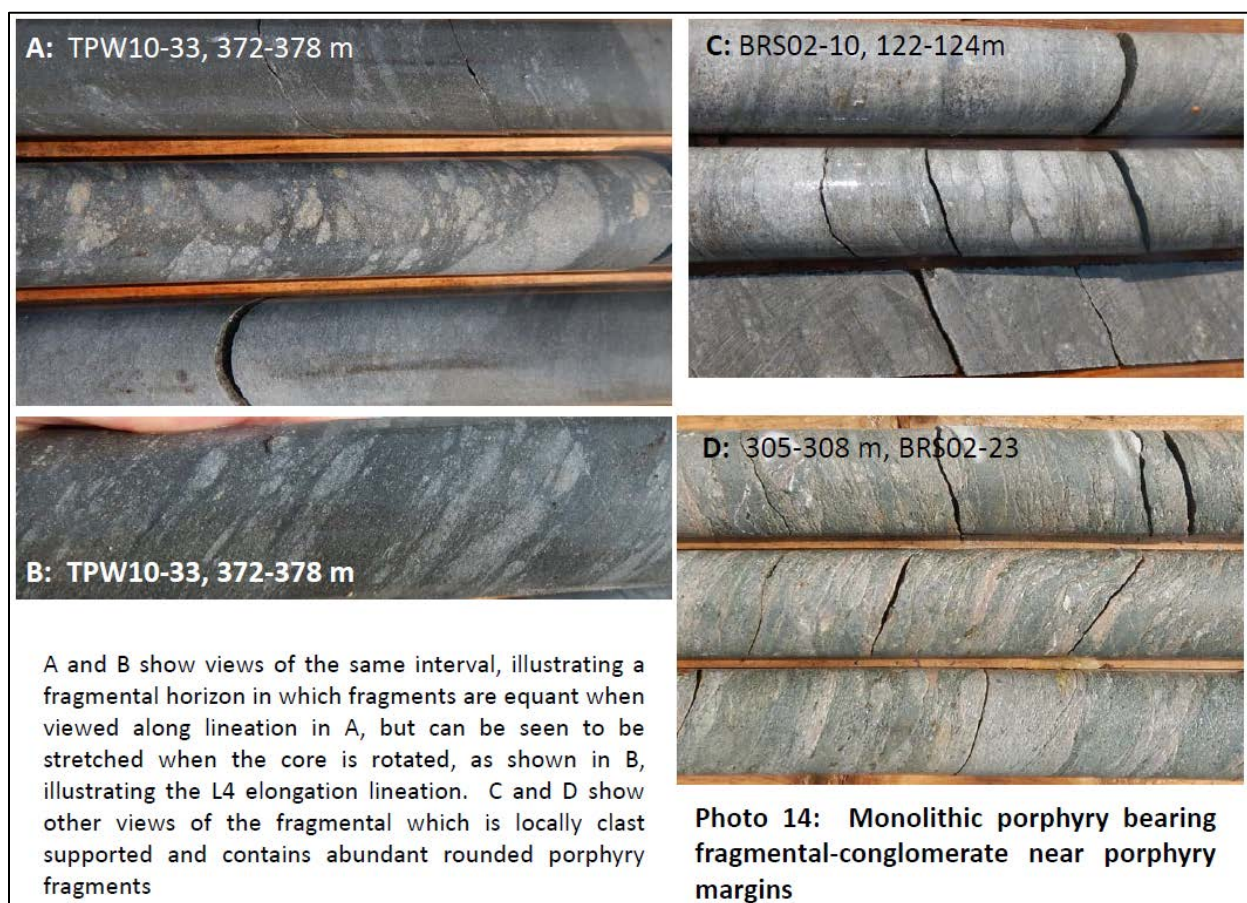 A: TPW10-33, 372-378 m
C: BRS02-10, 122-124m
B: TPW10-33, 372-378 m
D: 305-308 m, BRS02-23
A and B show views of the same interval, illustrating a
fragmental horizon in which fragments are equant when
viewed along lineation in A, but can be seen to be
stretched when the core is rotated, as shown in B,
illustrating the L4 elongation lineation. C and D show
other views of the fragmental which is locally clast
supported and contains abundant rounded porphyry
fragments
Photo 14: Monolithic porphyry bearing
fragmental-conglomerate near porphyry
margins